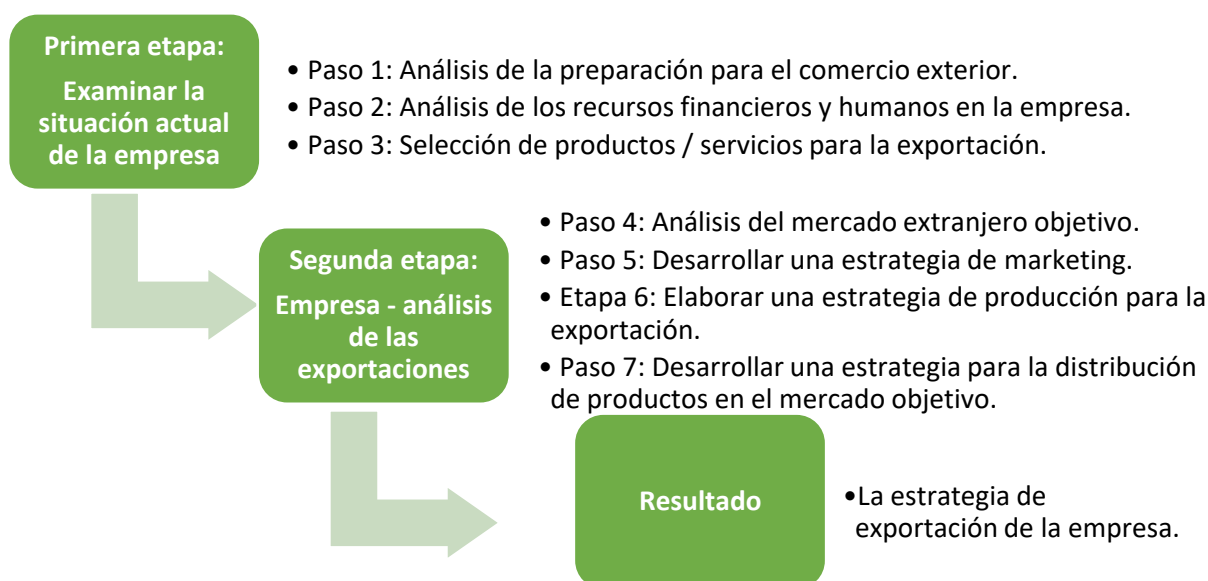 Primera etapa:
Examinar la
situación actual
de la empresa
• Paso 1: Análisis de la preparación para el comercio exterior.
• Paso 2: Análisis de los recursos financieros y humanos en la empresa.
• Paso 3: Selección de productos / servicios para la exportación.
Segunda etapa:
Empresa - análisis
de las
exportaciones
• Paso 4: Análisis del mercado extranjero objetivo.
• Paso 5: Desarrollar una estrategia de marketing.
• Etapa 6: Elaborar una estrategia de producción para la
exportación.
• Paso 7: Desarrollar una estrategia para la distribución
de productos en el mercado objetivo.
Resultado
•La estrategia de
exportación de la empresa.